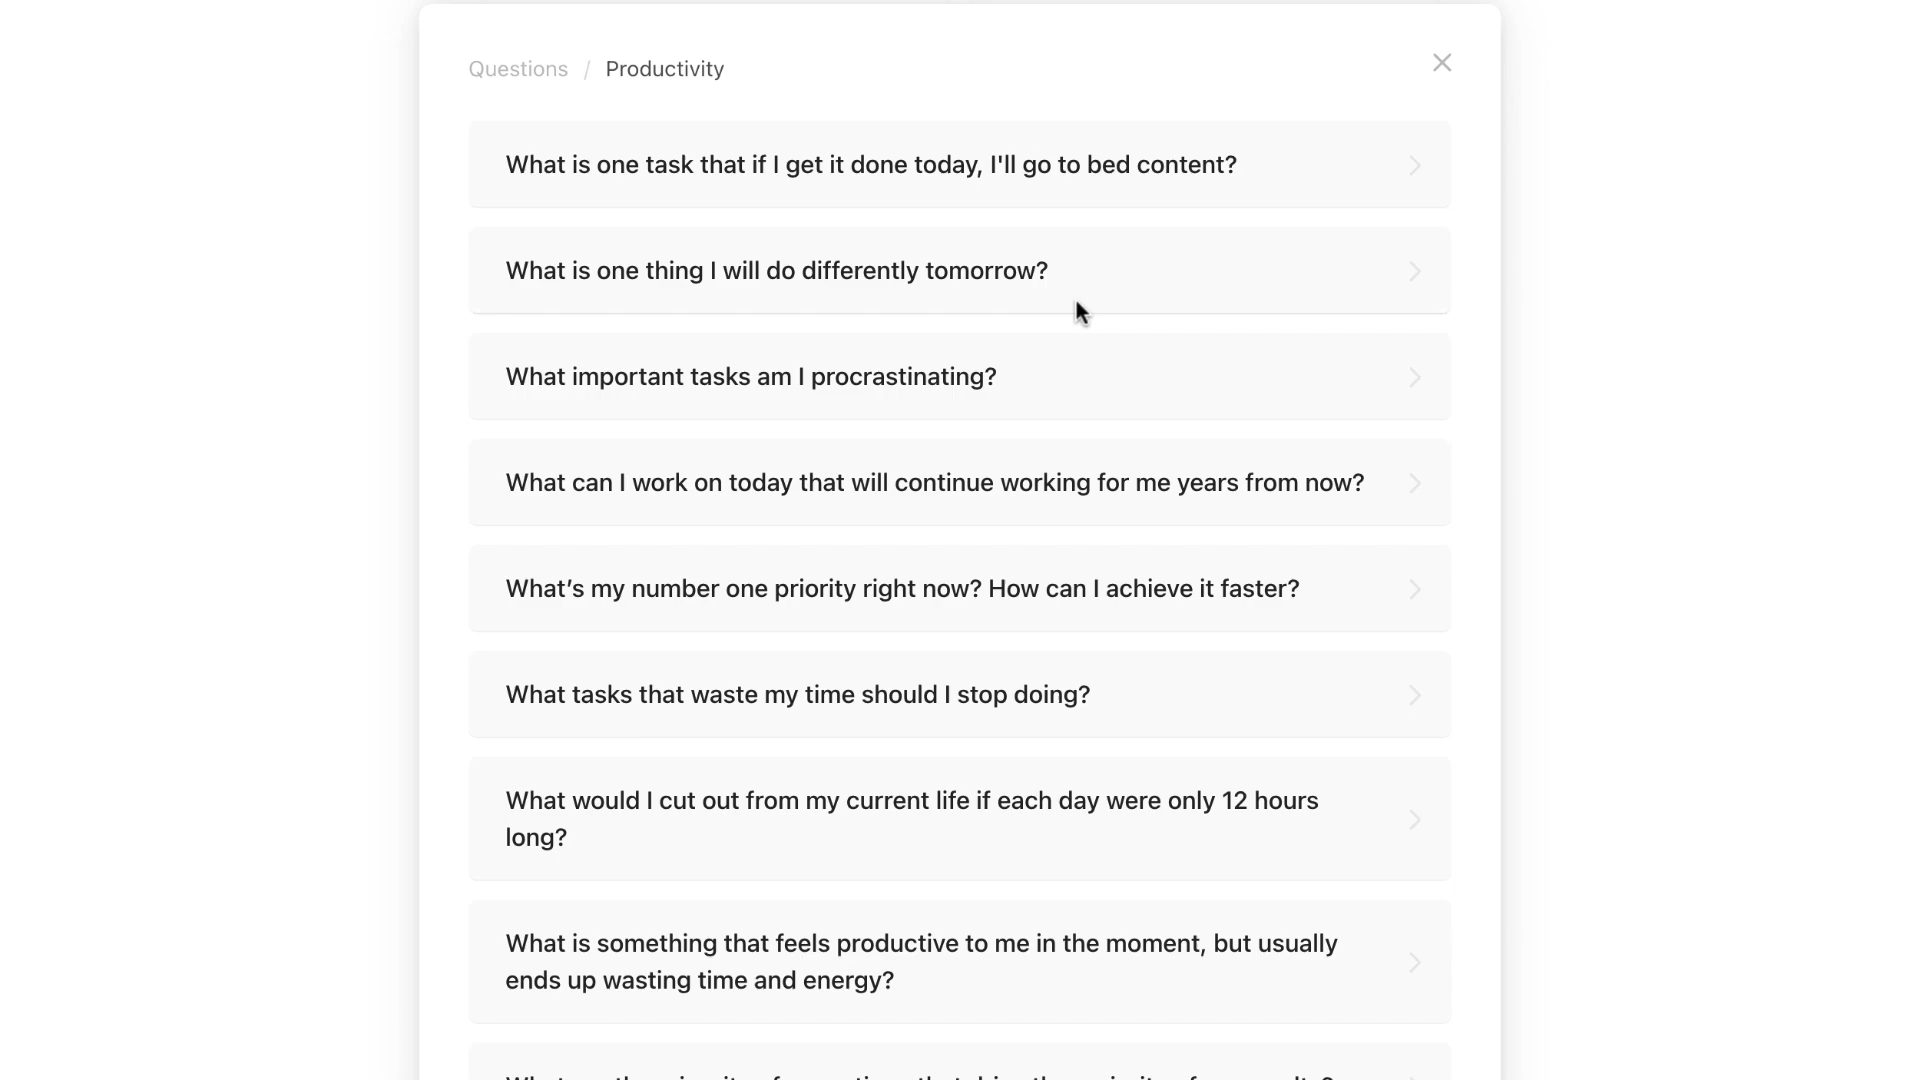 Questions / Productivity
What is one task that if I get it done today, I'll go to bed content?
What is one thing I will do differently tomorrow?
What important tasks am I procrastinating?
What can I work on today that will continue working for me years from now?
What's my number one priority right now? How can I achieve it faster?
What tasks that waste my time should I stop doing?
What would I cut out from my current life if each day were only 12 hours
long?
What is something that feels productive to me in the moment, but usually
ends up wasting time and energy?